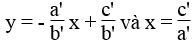 y = - a'/b' x + c'/b' và x = c'/a'